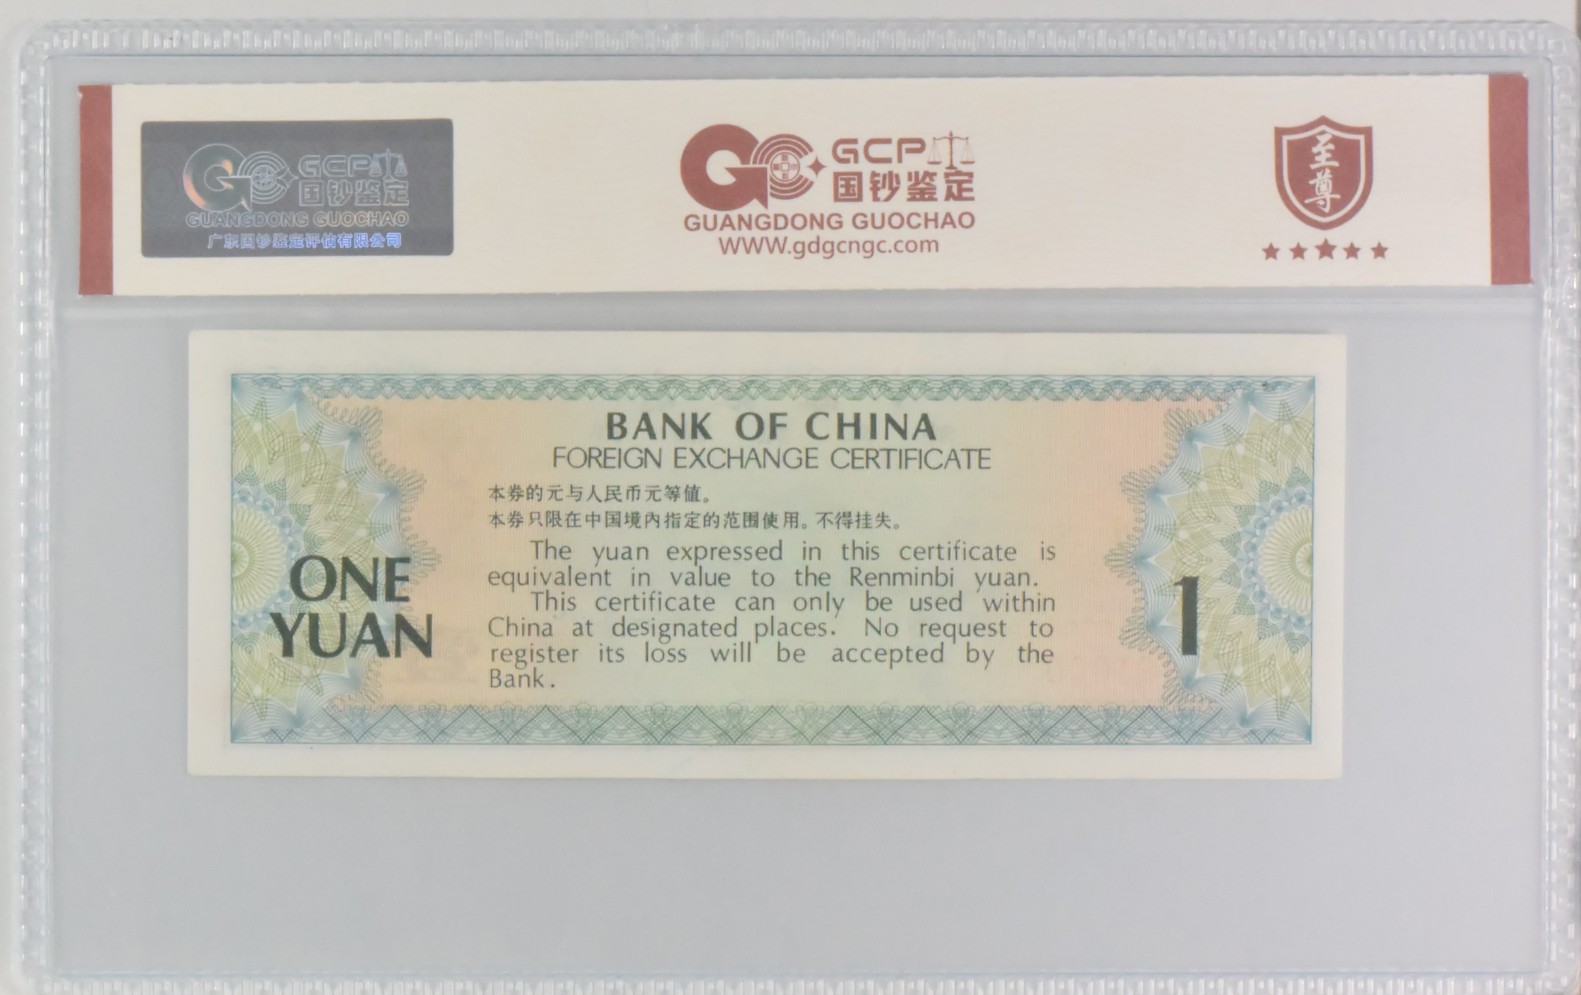 GCP
国钞鉴定
GUANGDONG GUOCHAO
广东国钞鉴定评估有限公司
GCP
国钞鉴定
GUANGDONG GUOCHAO
WWW.gdgcngc.com
至尊
BANK OF CHINA
FOREIGN EXCHANGE CERTIFICATE
本券的元与人民币元等值。
本券只限在中国境内指定的范围使用。不得挂失。
The yuan expressed in this certificate is
equivalent in value to the Renminbi yuan.
This certificate can only be used within
China at designated places. No request to
register its loss will be accepted by the
Bank.
ONE
YUAN
1